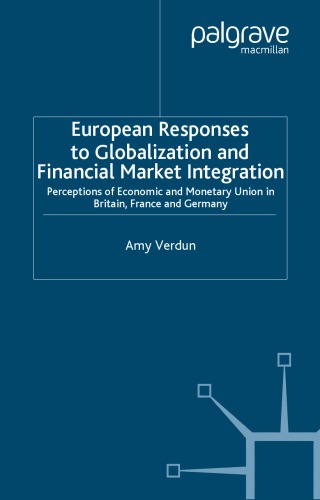 palgrave
macmillan
European Responses
to Globalization and
Financial Market Integration
Perceptions of Economic and Monetary Union in
Britain, France and Germany
Amy Verdun